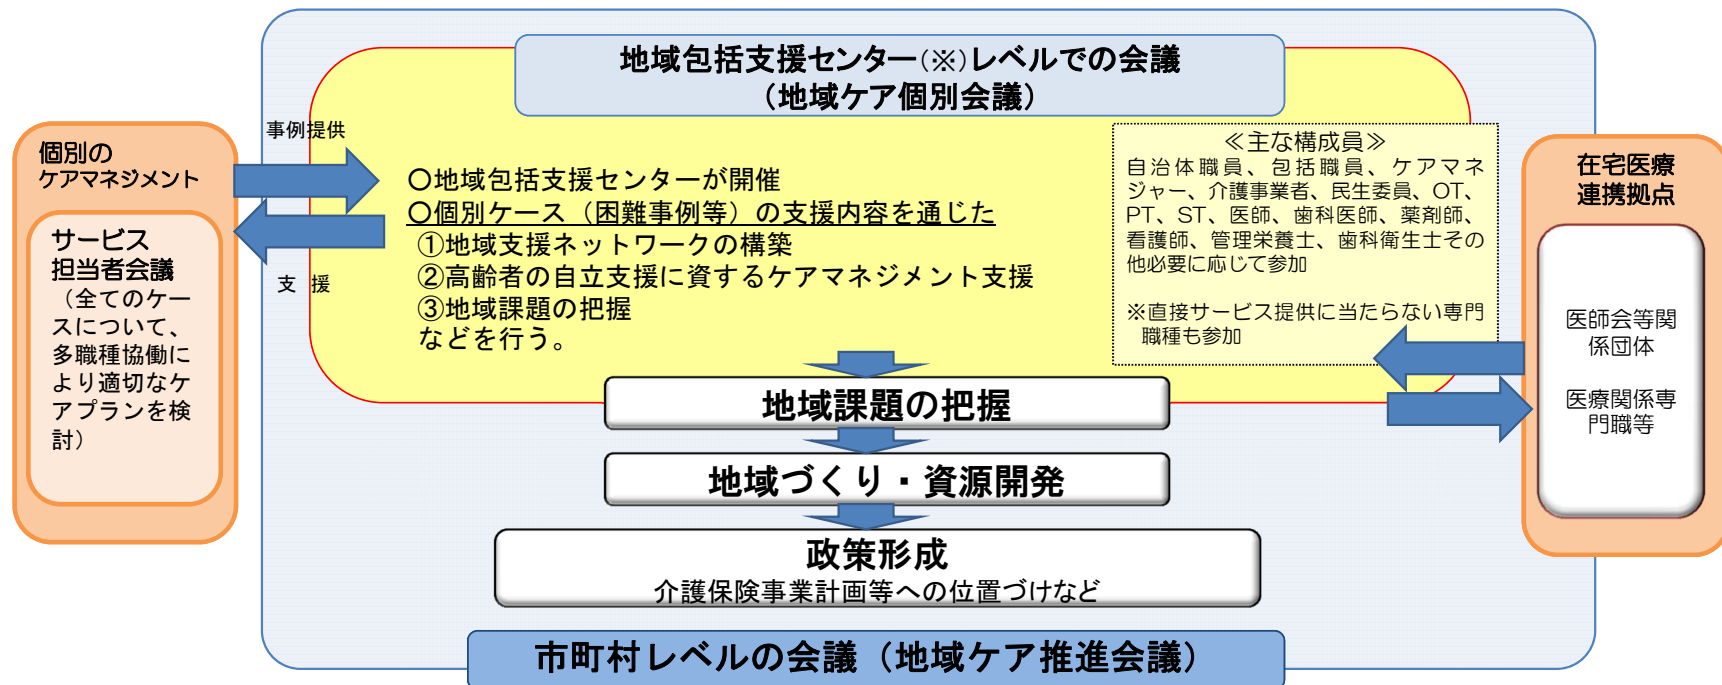 地域包括支援センター(※)レベルでの会議
(地域ケア個別会議)
事例提供
支　援
個別の
ケアマネジメント
サービス
担当者会議
(全てのケー
スについて、
多職種協働に
より適切なケ
アプランを検
討)
〇地域包括支援センターが開催
〇個別ケース(困難事例等)の支援内容を通じた
①地域支援ネットワークの構築
②高齢者の自立支援に資するケアマネジメント支援
③地域課題の把握
などを行う。
≪主な構成員≫
自治体職員、包括職員、ケアマネ
ジャー、介護事業者、民生委員、OT、
PT、ST、医師、歯科医師、薬剤師、
看護師、管理栄養士、歯科衛生士その
他必要に応じて参加
※直接サービス提供に当たらない専門
職種も参加
在宅医療
連携拠点
医師会等関
係団体
医療関係専
門職等
地域課題の把握
地域づくり・資源開発
政策形成
介護保険事業計画等への位置づけなど
市町村レベルの会議(地域ケア推進会議)